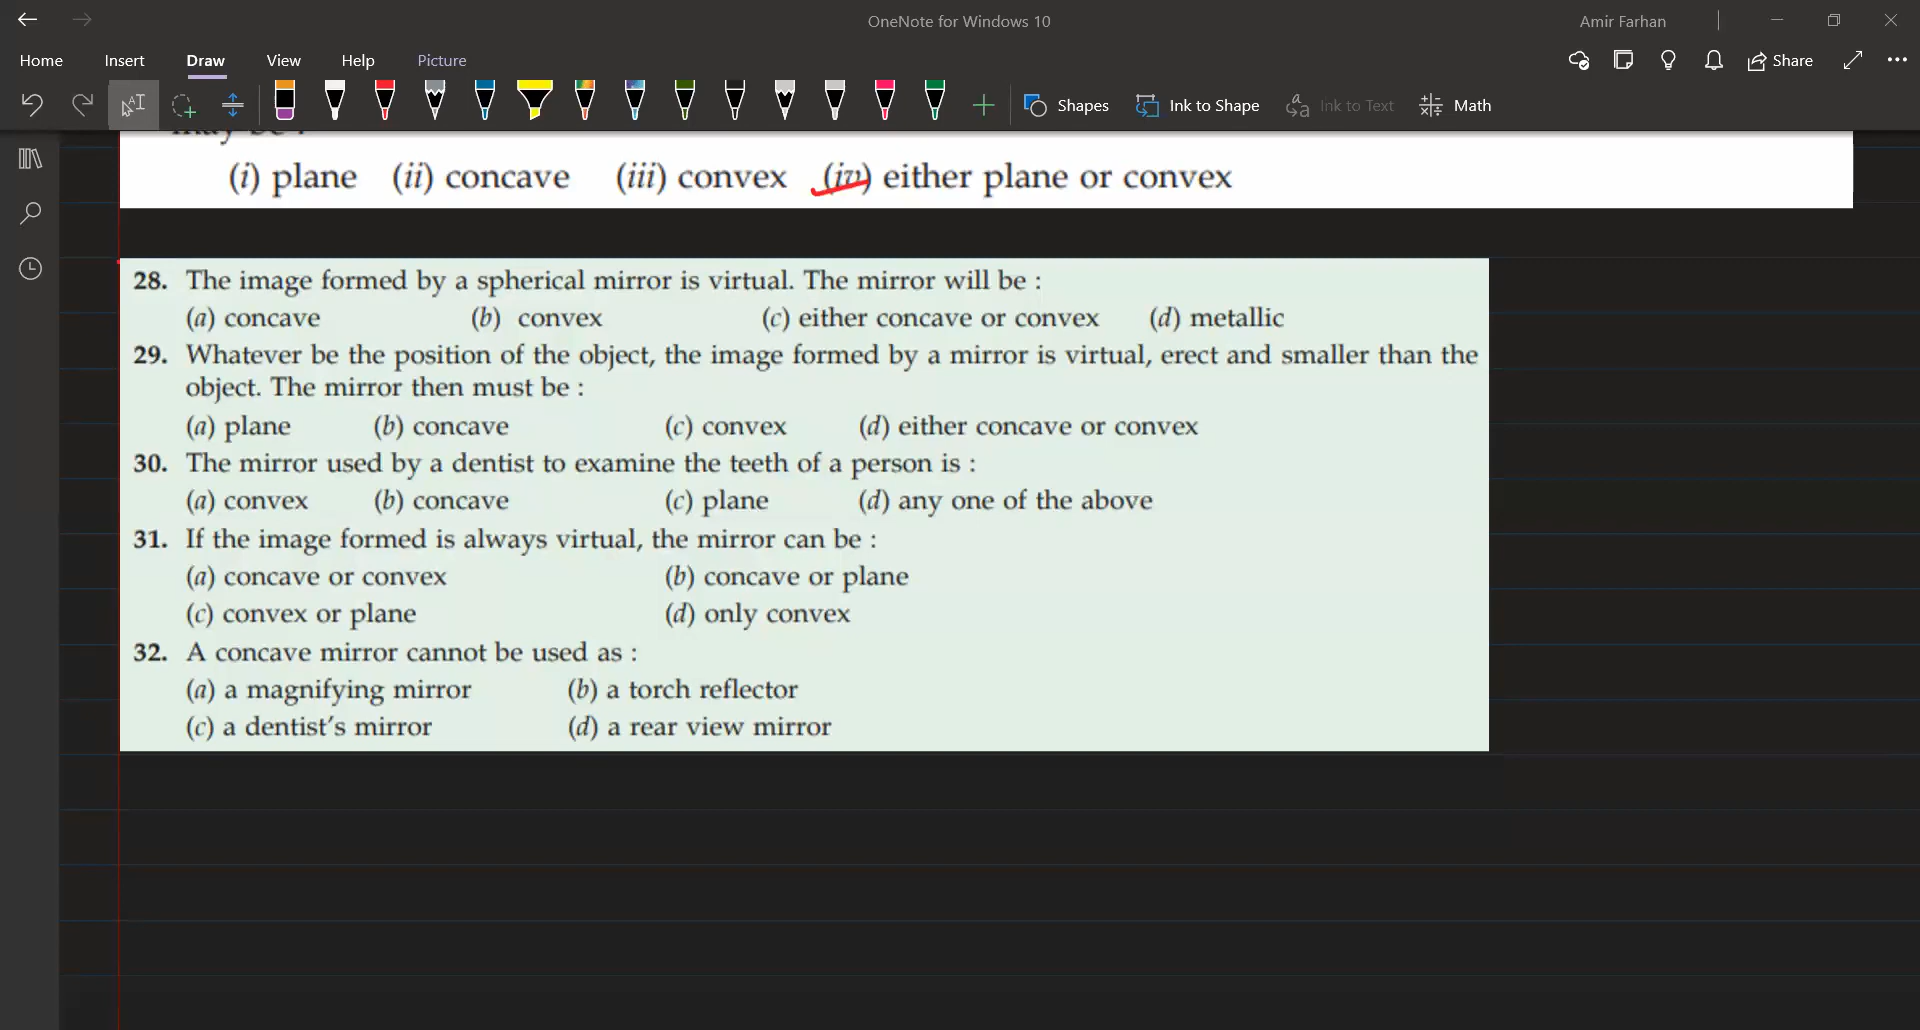 OneNote for Windows 10
Amir Farhan
Home Insert Draw View Help Picture
Share
Shapes Ink to Shape Ink to Text Math
may be :
(i) plane (ii) concave (iii) convex (iv) either plane or convex
28. The image formed by a spherical mirror is virtual. The mirror will be :
(a) concave (b) convex (c) either concave or convex (d) metallic
29. Whatever be the position of the object, the image formed by a mirror is virtual, erect and smaller than the
object. The mirror then must be :
(a) plane (b) concave (c) convex (d) either concave or convex
30. The mirror used by a dentist to examine the teeth of a person is :
(a) convex (b) concave (c) plane (d) any one of the above
31. If the image formed is always virtual, the mirror can be :
(a) concave or convex (b) concave or plane
(c) convex or plane (d) only convex
32. A concave mirror cannot be used as :
(a) a magnifying mirror (b) a torch reflector
(c) a dentist's mirror (d) a rear view mirror